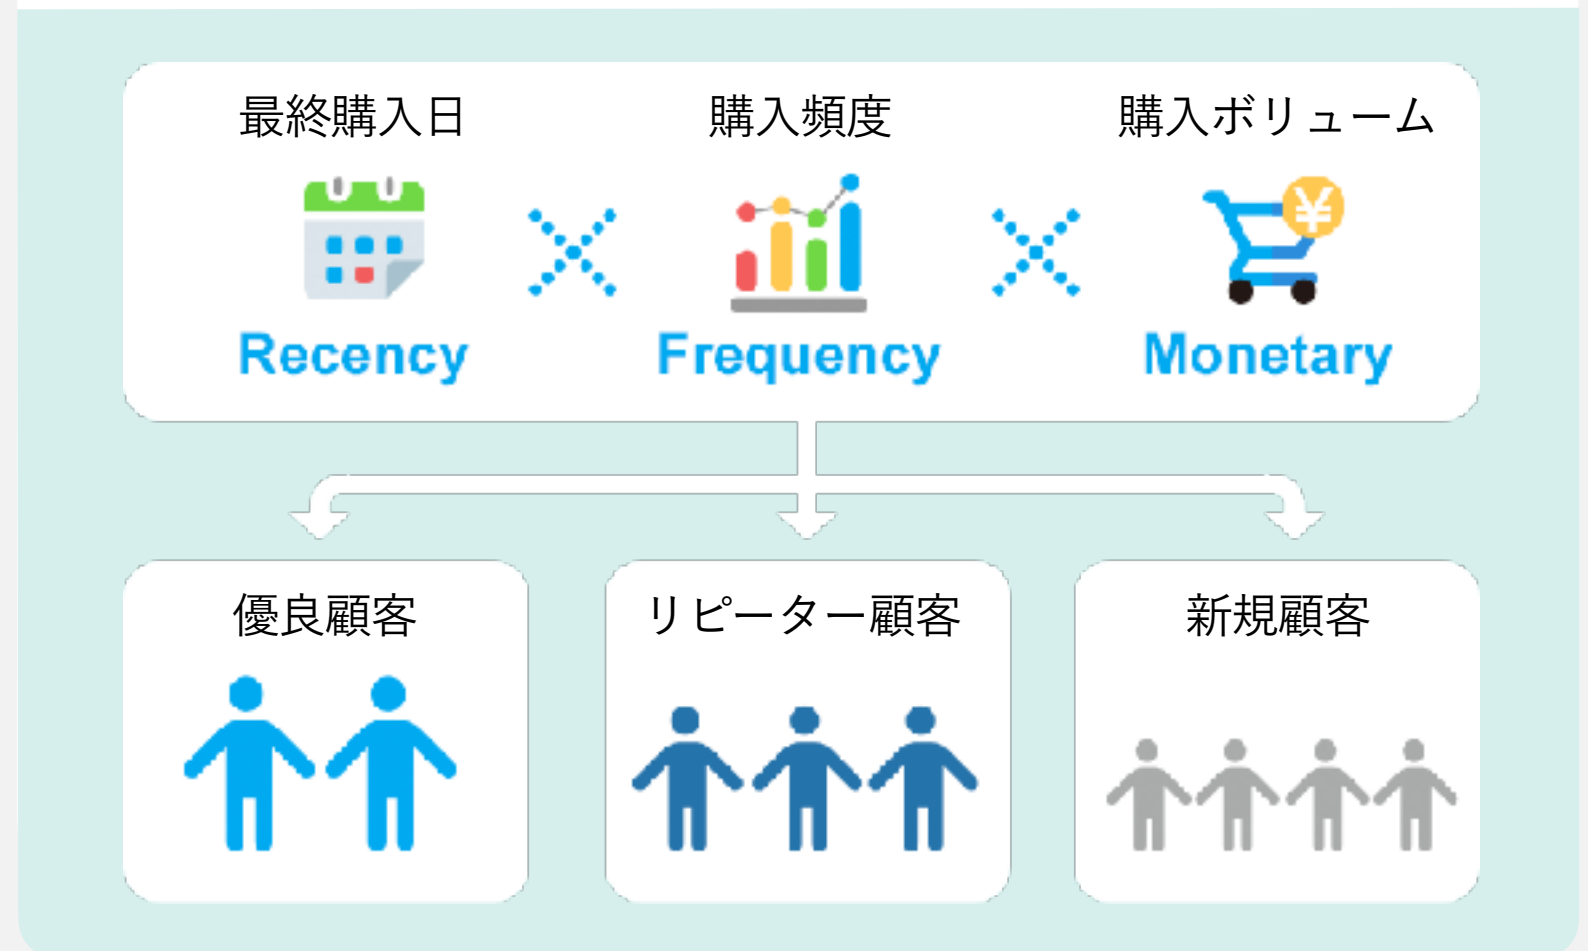 最終購入日
購入頻度
購入ボリューム
¥
Recency
Frequency
Monetary
優良顧客
リピーター顧客
新規顧客